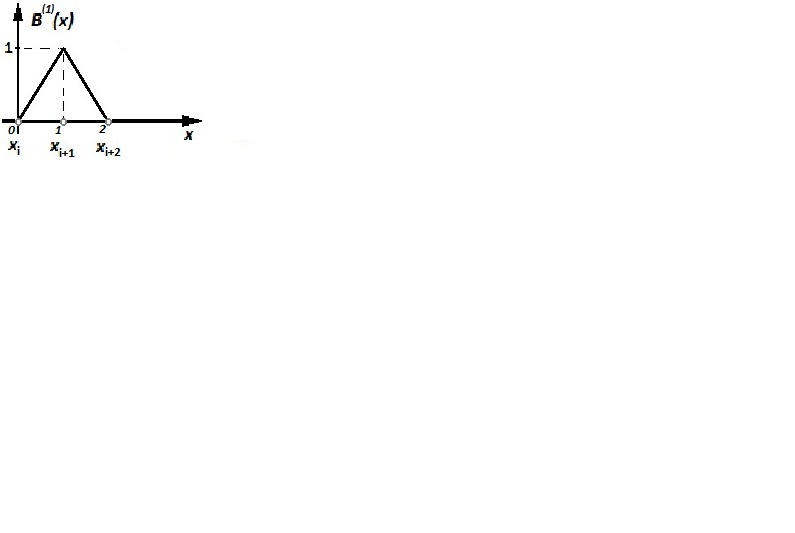 B⁽¹⁾(x)
1
0 1 2
x
xᵢ xᵢ₊₁ xᵢ₊₂